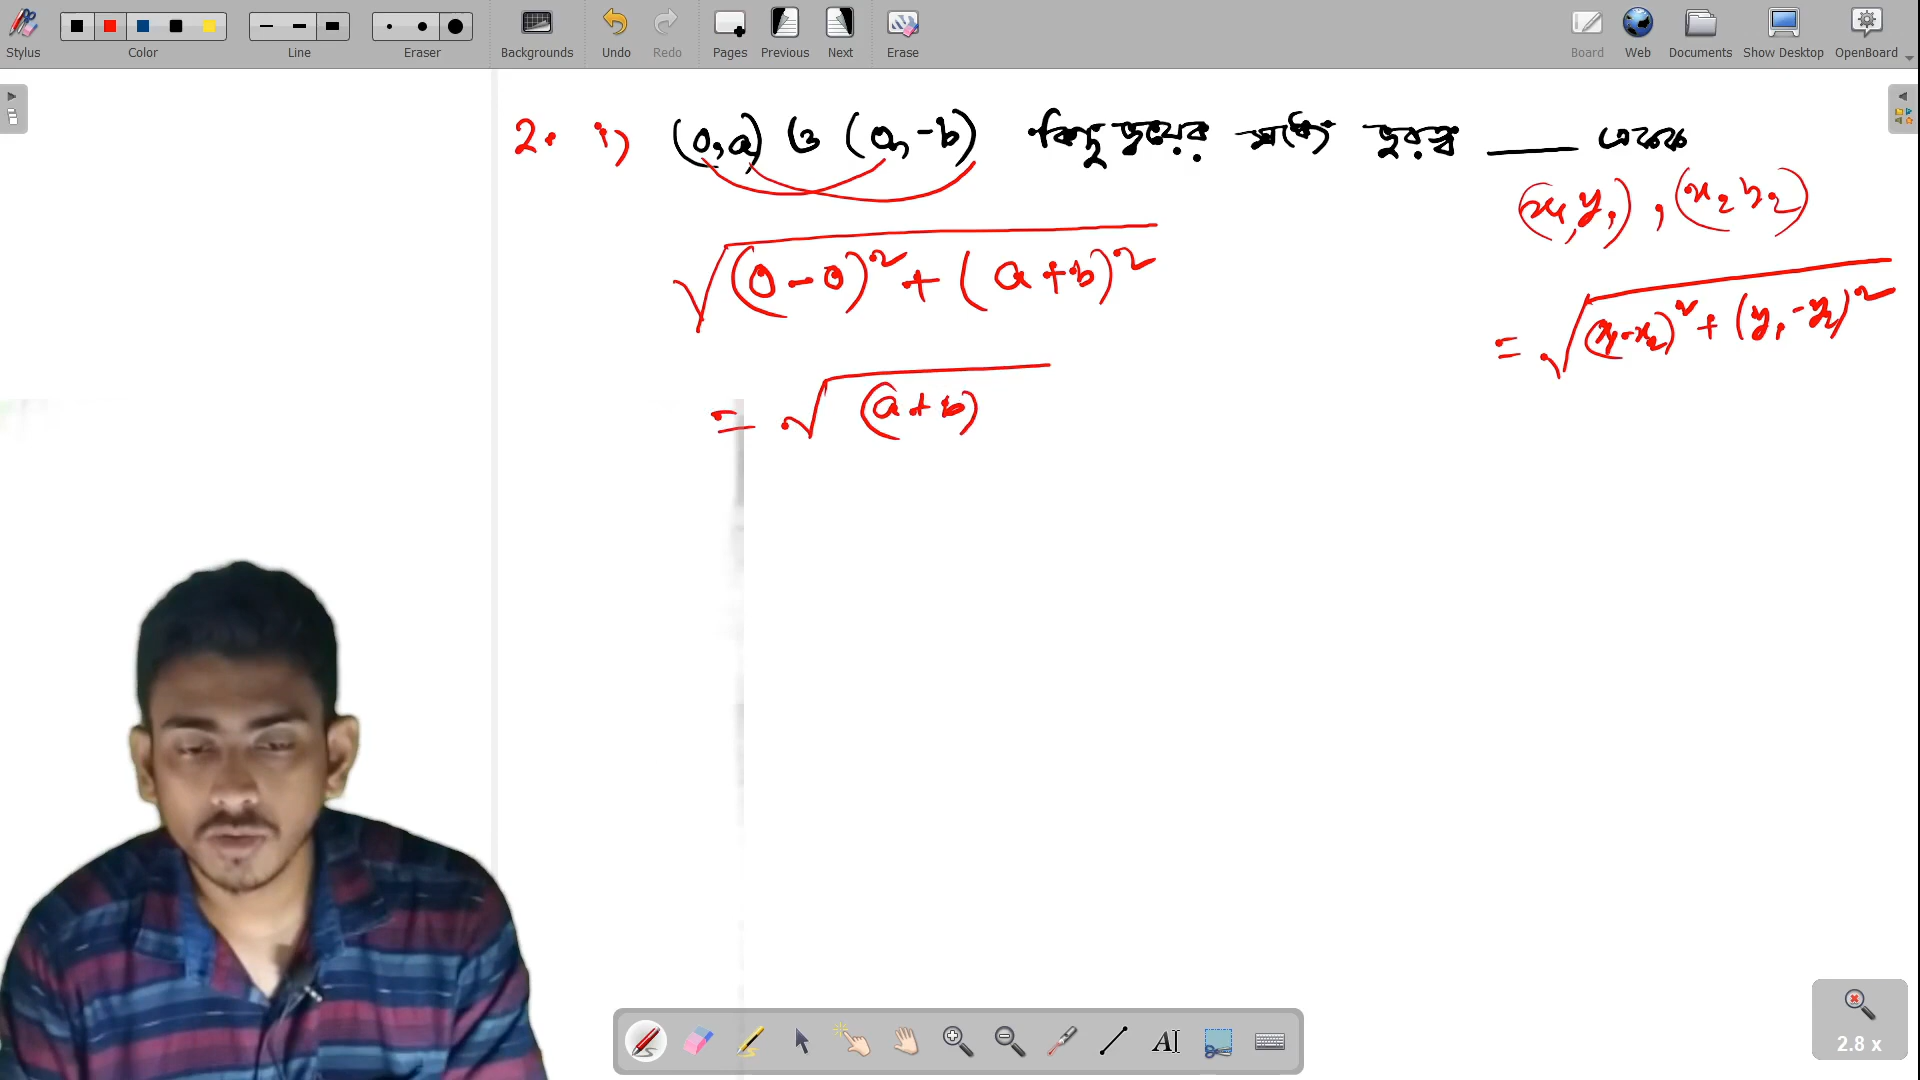 Stylus Color Line Eraser Backgrounds Undo Redo Pages Previous Next Erase Board Web Documents Show Desktop OpenBoard
2. i) (0, a) ও (0, -b) বিন্দু দ্বয়ের মধ্যে দূরত্ব ____ একক
(x₁, y₁), (x₂ y₂)
√(0-0)² + (a+b)²
= √(x₁-x₂)² + (y₁-y₂)²
= √(a+b)
2.8 x